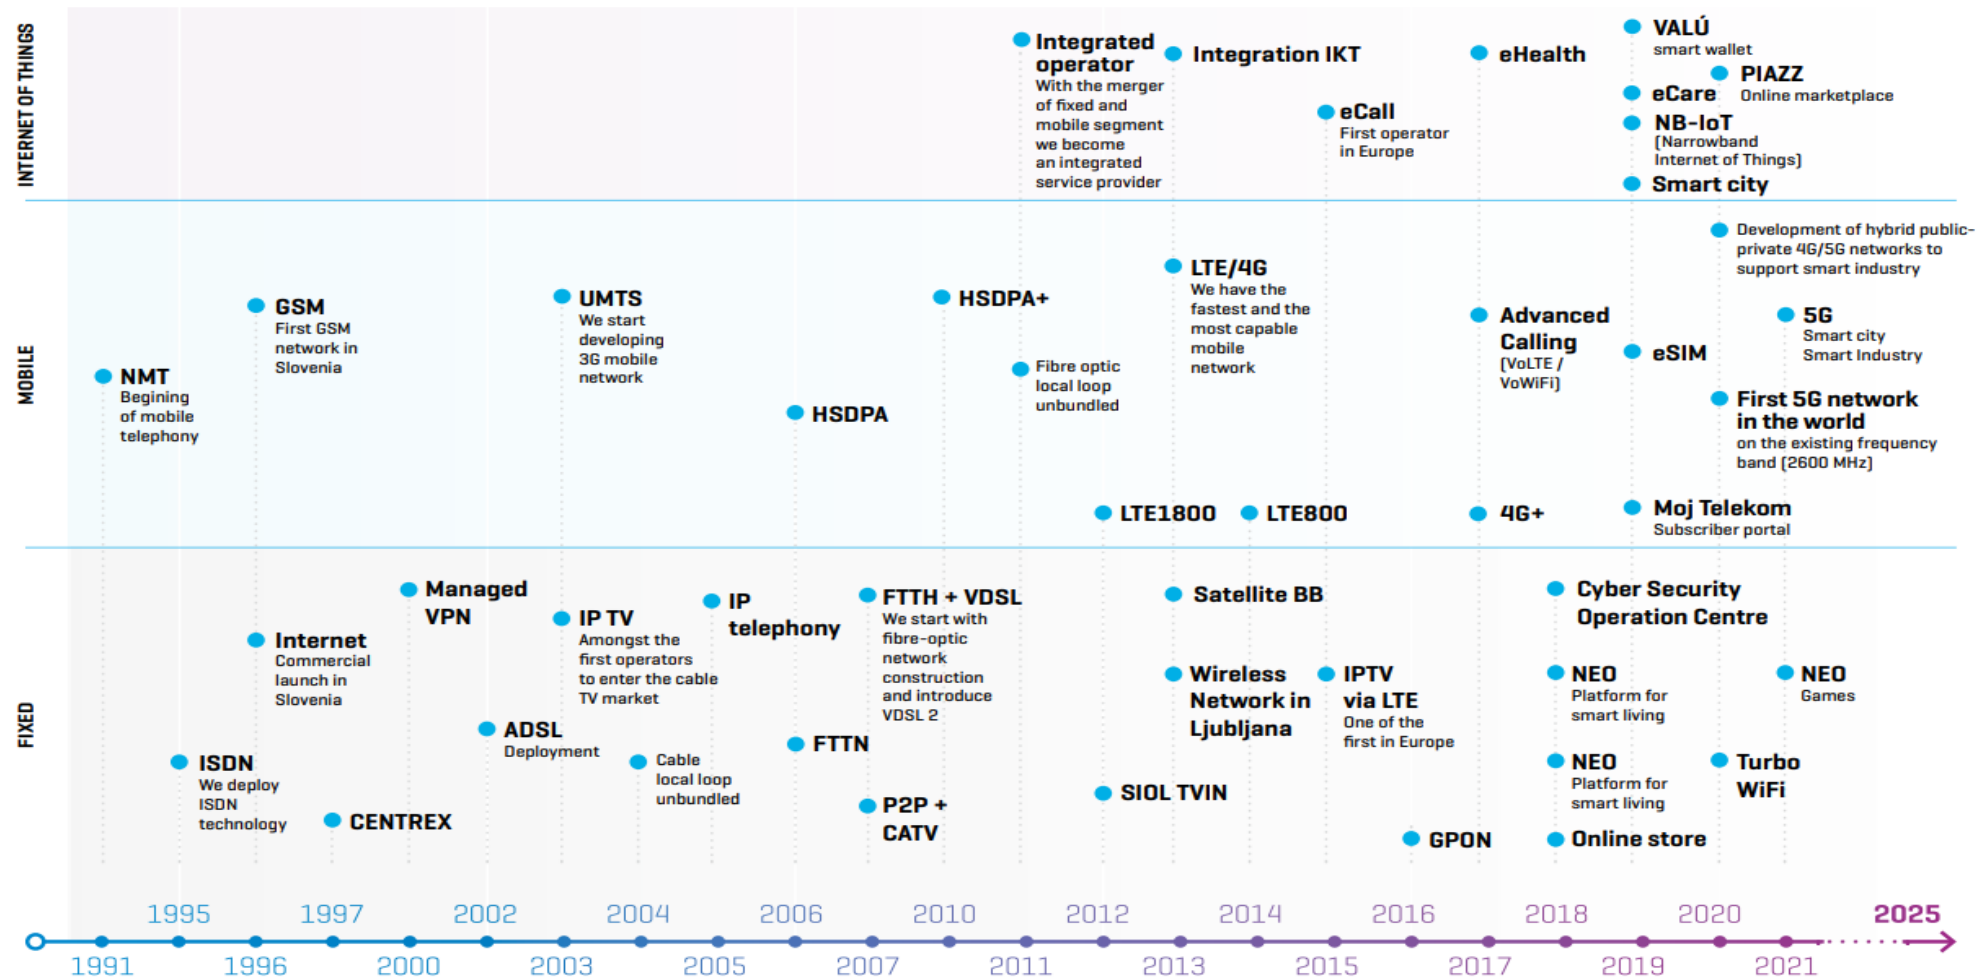 INTERNET OF THINGS
Integrated
operator
With the merger
of fixed and
mobile segment
we become
an integrated
service provider
Integration IKT
eCall
First operator
in Europe
eHealth
VALÚ
smart wallet
PIAZZ
Online marketplace
eCare
NB-IoT
(Narrowband
Internet of Things)
Smart city
MOBILE
NMT
Begining
of mobile
telephony
GSM
First GSM
network in
Slovenia
UMTS
We start
developing
3G mobile
network
HSDPA
HSDPA+
Fibre optic
local loop
unbundled
LTE1800
LTE/4G
We have the
fastest and the
most capable
mobile
network
LTE800
Advanced
Calling
(VoLTE /
VoWiFi)
4G+
eSIM
Moj Telekom
Subscriber portal
Development of hybrid public-
private 4G/5G networks to
support smart industry
5G
Smart city
Smart Industry
First 5G network
in the world
on the existing frequency
band (2600 MHz)
FIXED
ISDN
We deploy
ISDN
technology
Internet
Commercial
launch in
Slovenia
CENTREX
Managed
VPN
ADSL
Deployment
IP TV
Amongst the
first operators
to enter the cable
TV market
Cable
local loop
unbundled
IP
telephony
FTTN
FTTH + VDSL
We start with
fibre-optic
network
construction
and introduce
VDSL 2
P2P +
CATV
SIOL TVIN
Satellite BB
Wireless
Network in
Ljubljana
IPTV
via LTE
One of the
first in Europe
GPON
Cyber Security
Operation Centre
NEO
Platform for
smart living
NEO
Platform for
smart living
Online store
Turbo
WiFi
NEO
Games
1995 1997 2002 2004 2006 2010 2012 2014 2016 2018 2020 2025
1991 1996 2000 2003 2005 2007 2011 2013 2015 2017 2019 2021